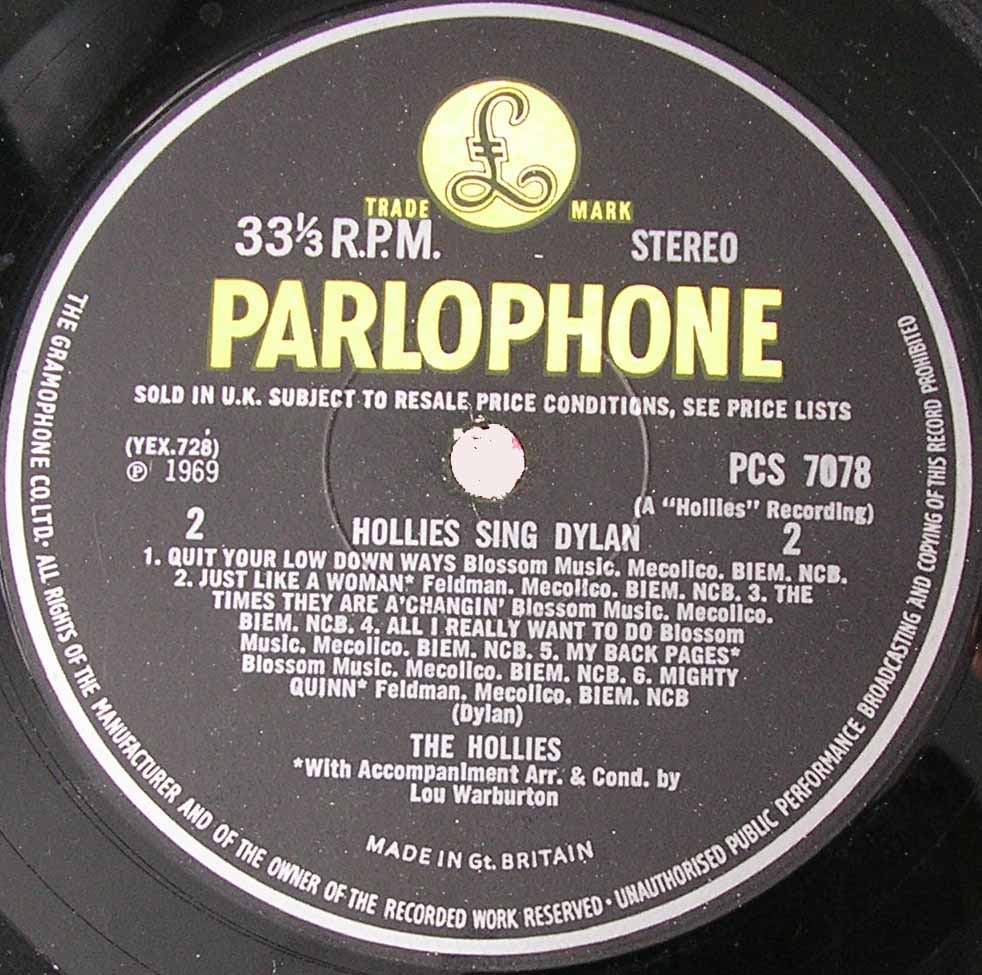 £
TRADE MARK
33⅓ R.P.M. STEREO
PARLOPHONE
SOLD IN U.K. SUBJECT TO RESALE PRICE CONDITIONS, SEE PRICE LISTS
(YEX.728)
℗ 1969
PCS 7078
(A "Hollies" Recording)
2 HOLLIES SING DYLAN 2
1. QUIT YOUR LOW DOWN WAYS Blossom Music. Mecolico. BIEM. NCB.
2. JUST LIKE A WOMAN* Feldman. Mecolico. BIEM. NCB. 3. THE
TIMES THEY ARE A'CHANGIN' Blossom Music. Mecolico.
BIEM. NCB. 4. ALL I REALLY WANT TO DO Blossom
Music. Mecolico. BIEM. NCB. 5. MY BACK PAGES*
Blossom Music. Mecolico. BIEM. NCB. 6. MIGHTY
QUINN* Feldman. Mecolico. BIEM. NCB
(Dylan)
THE HOLLIES
*With Accompaniment Arr. & Cond. by
Lou Warburton
MADE IN Gt. BRITAIN
THE GRAMOPHONE CO. LTD. · ALL RIGHTS OF THE MANUFACTURER AND OF THE OWNER OF THE RECORDED WORK RESERVED · UNAUTHORISED PUBLIC PERFORMANCE BROADCASTING AND COPYING OF THIS RECORD PROHIBITED